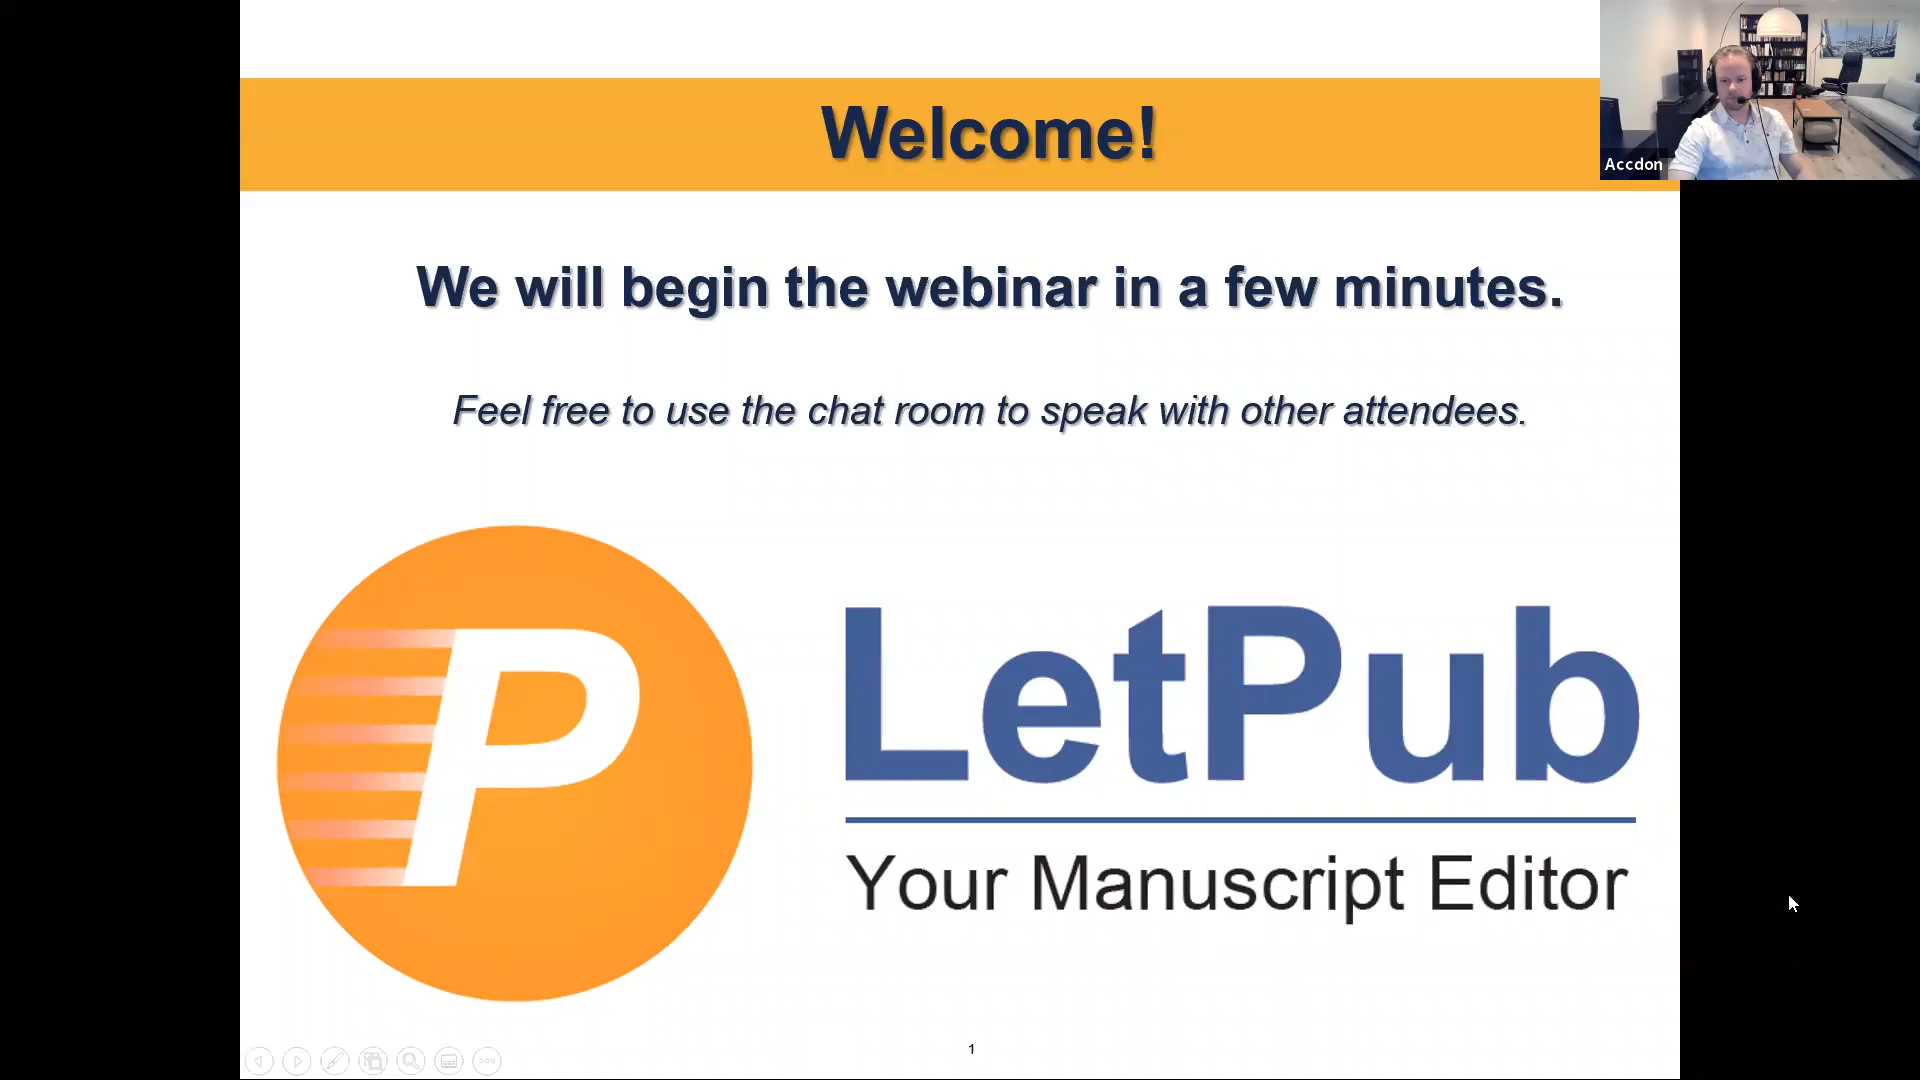 Welcome!
Accdon
We will begin the webinar in a few minutes.
Feel free to use the chat room to speak with other attendees.
P
LetPub
Your Manuscript Editor
1